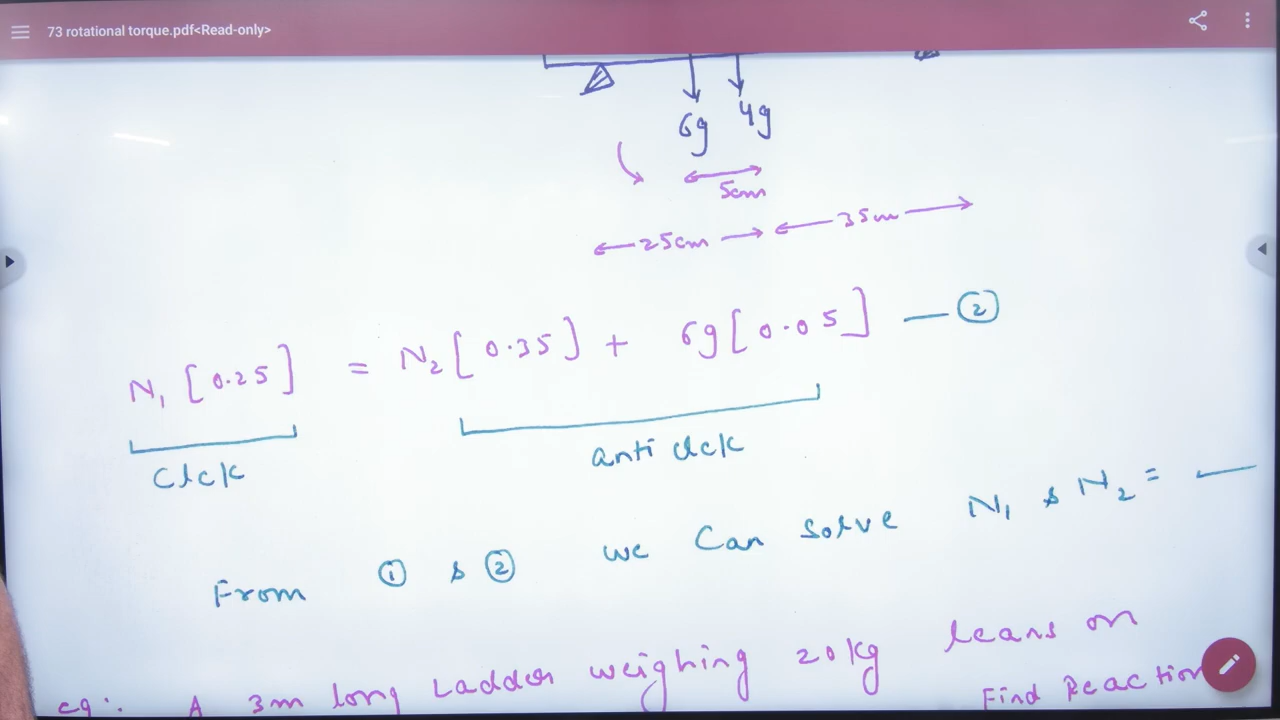 73 rotational torque.pdf<Read-only>
6g 4g
5cm
25cm 35m
N₁ [0.25] = N₂ [0.35] + 6g [0.05] — ②
Clck anti clck
From ① & ② we Can solve N₁ & N₂ = —
eg:. A 3m long Ladder weighing 20kg leans on
Find Reaction